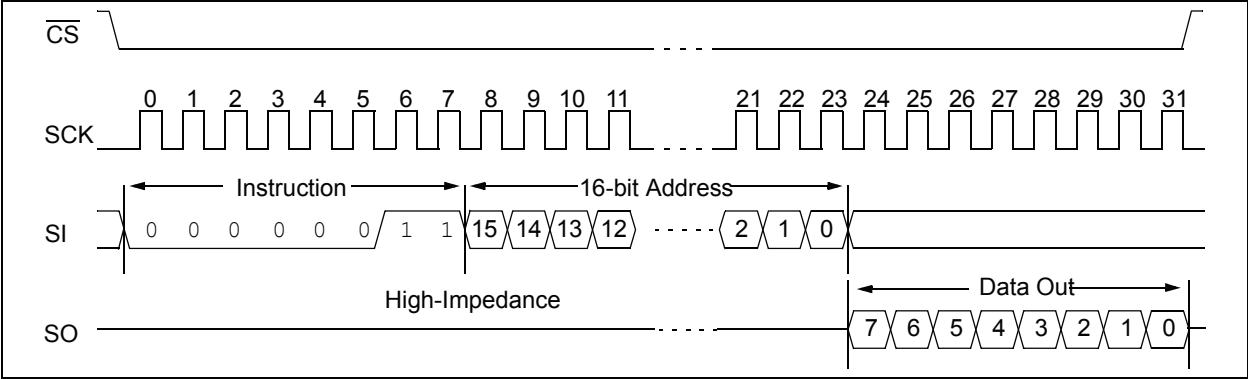 CS
0 1 2 3 4 5 6 7 8 9 10 11 21 22 23 24 25 26 27 28 29 30 31
SCK
Instruction 16-bit Address
SI 0 0 0 0 0 0 1 1 15 14 13 12 2 1 0
High-Impedance Data Out
SO 7 6 5 4 3 2 1 0